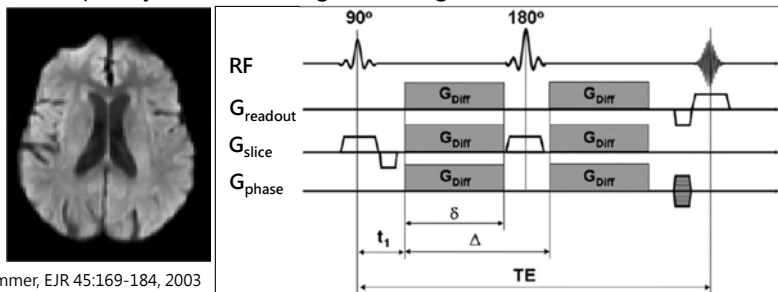 90º 180º
RF
G_readout G_Diff G_Diff
G_slice G_Diff G_Diff
G_phase G_Diff G_Diff
δ
t₁ Δ
TE
EJR 45:169-184, 2003